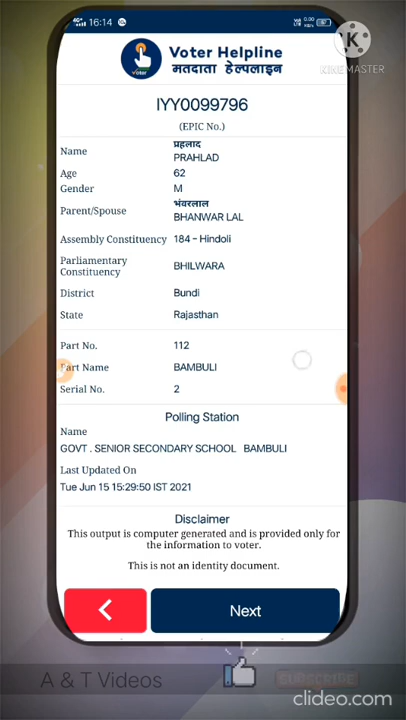 16:14
Voter Helpline
मतदाता हेल्पलाइन
KINEMASTER
IYY0099796
(EPIC No.)
Name प्रहलाद
PRAHLAD
Age 62
Gender M
Parent/Spouse भंवरलाल
BHANWAR LAL
Assembly Constituency 184 - Hindoli
Parliamentary Constituency BHILWARA
District Bundi
State Rajasthan
Part No. 112
Part Name BAMBULI
Serial No. 2
Polling Station
Name
GOVT . SENIOR SECONDARY SCHOOL BAMBULI
Last Updated On
Tue Jun 15 15:29:50 IST 2021
Disclaimer
This output is computer generated and is provided only for
the information to voter.
This is not an identity document.
Next
A & T Videos
SUBSCRIBE
clideo.com